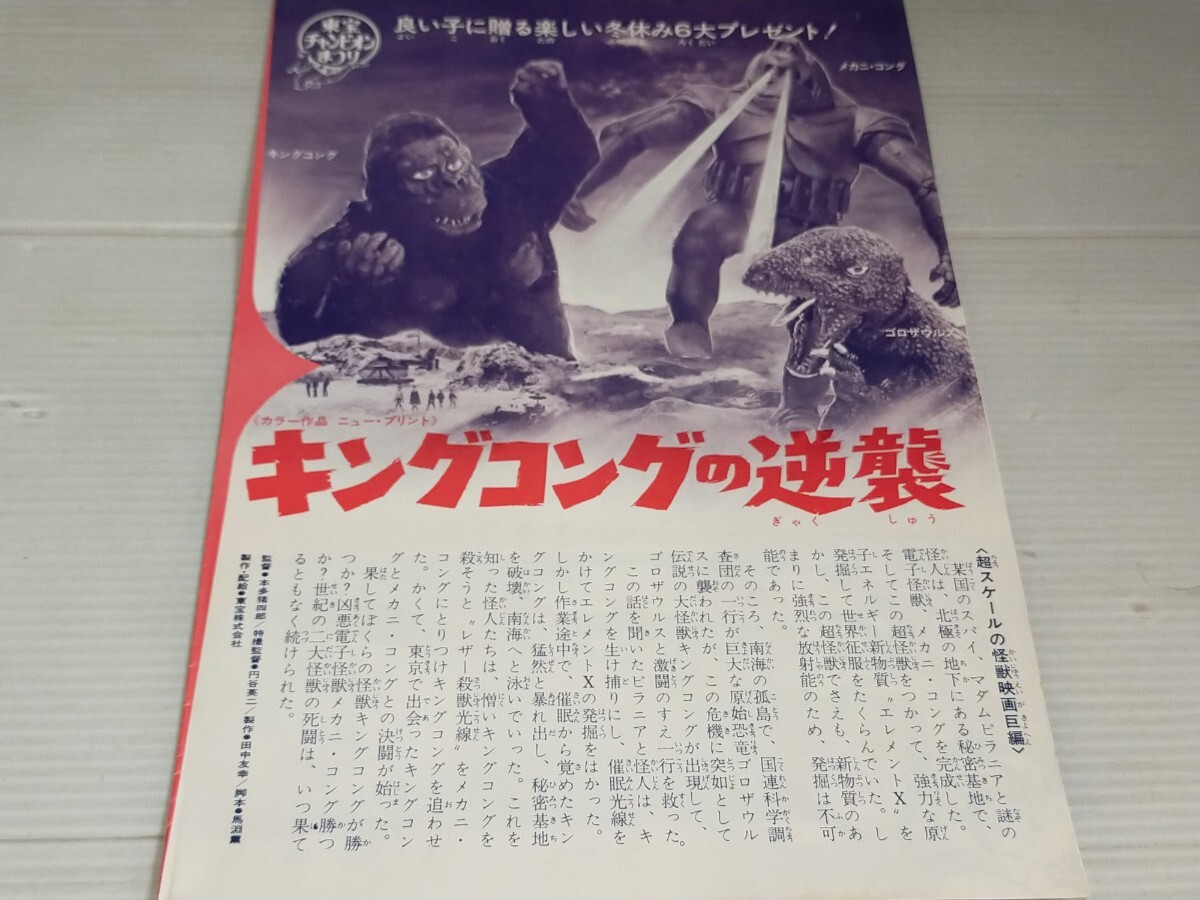 東宝
チャンピオン
まつり
良い子に贈る楽しい冬休み6大プレゼント!
メカニ・コング
キングコング
ゴロザウルス
《カラー作品 ニュー・プリント》
キングコングの逆襲
ぎゃくしゅう
〈超スケールの怪獣映画巨編〉
某国のスパイ、マダムピラニアと謎の
怪人は、北極の地下にある秘密基地で、
電子怪獣 メカニ・コングを完成した。
そしてこの超怪獣をつかって、強力な原
子エネルギー新物質〝エレメントX〟を
発掘して世界征服をたくらんでいた。し
かし、この超怪獣でさえも、新物質のあ
まりに強烈な放射能のため、発掘は不可
能であった。
そのころ、南海の孤島で、国連科学調
査団の一行が巨大な原始恐竜ゴロザウル
スに襲われたが、この危機に突如として
伝説の大怪獣キングコングが出現して、
ゴロザウルスと激闘のすえ一行を救った。
この話を聞いたピラニアと怪人は、キ
ングコングを生け捕りにし、催眠光線を
かけてエレメントXの発掘をはかった。
しかし作業途中で、催眠から覚めたキン
グコングは、猛然と暴れ出し、秘密基地
を破壊、南海へと泳いでいった。これを
知った怪人たちは、憎いキングコングを
殺そうと〝レザー殺獣光線〟をメカニ・
コングにとりつけキングコングを追わせ
た。かくて、東京で出会ったキングコン
グとメカニ・コングとの決闘が始った。
果してぼくらの怪獣キングコングが勝
つか?凶悪電子怪獣メカニ・コング勝つ
か?世紀の二大怪獣の死闘は、いつ果て
るともなく続けられた。
監督●本多猪四郎/特撮監督●円谷英二/製作●田中友幸/脚本●馬淵薫
製作・配給●東宝株式会社